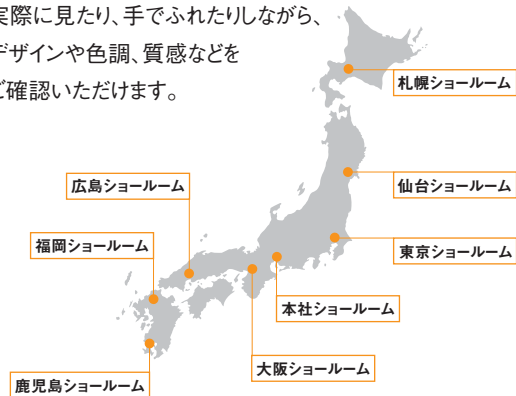 実際に見たり、手でふれたりしながら、
デザインや色調、質感などを
ご確認いただけます。
札幌ショールーム
広島ショールーム
仙台ショールーム
福岡ショールーム
東京ショールーム
本社ショールーム
大阪ショールーム
鹿児島ショールーム